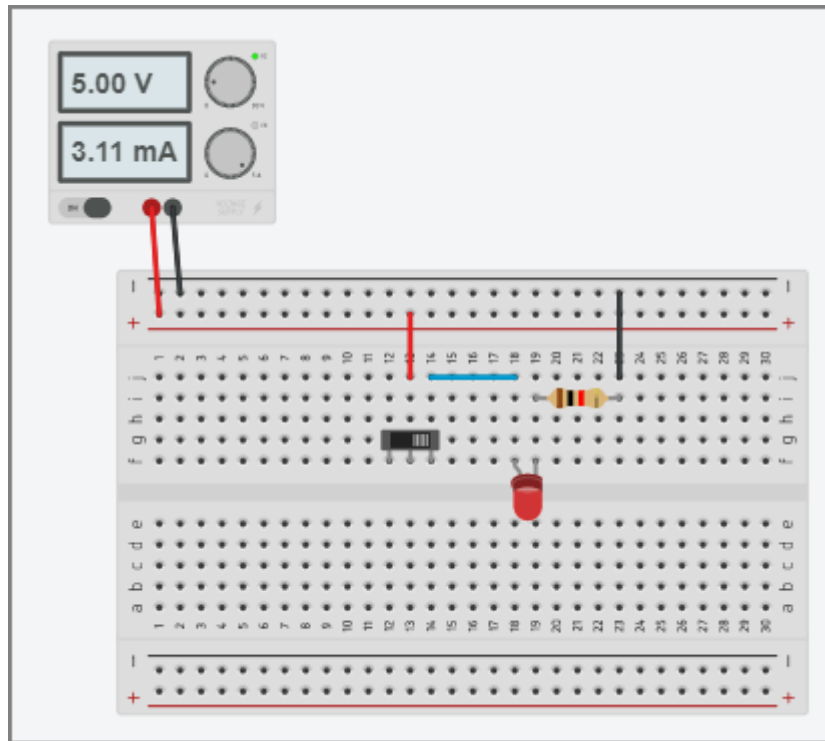 5.00 V
3.11 mA
VOLTAGE
SUPPLY
−
−
+
+
1 2 3 4 5 6 7 8 9 10 11 12 13 14 15 16 17 18 19 20 21 22 23 24 25 26 27 28 29 30
j j
i i
h h
g g
f f
e e
d d
c c
b b
a a
1 2 3 4 5 6 7 8 9 10 11 12 13 14 15 16 17 18 19 20 21 22 23 24 25 26 27 28 29 30
−
−
+
+